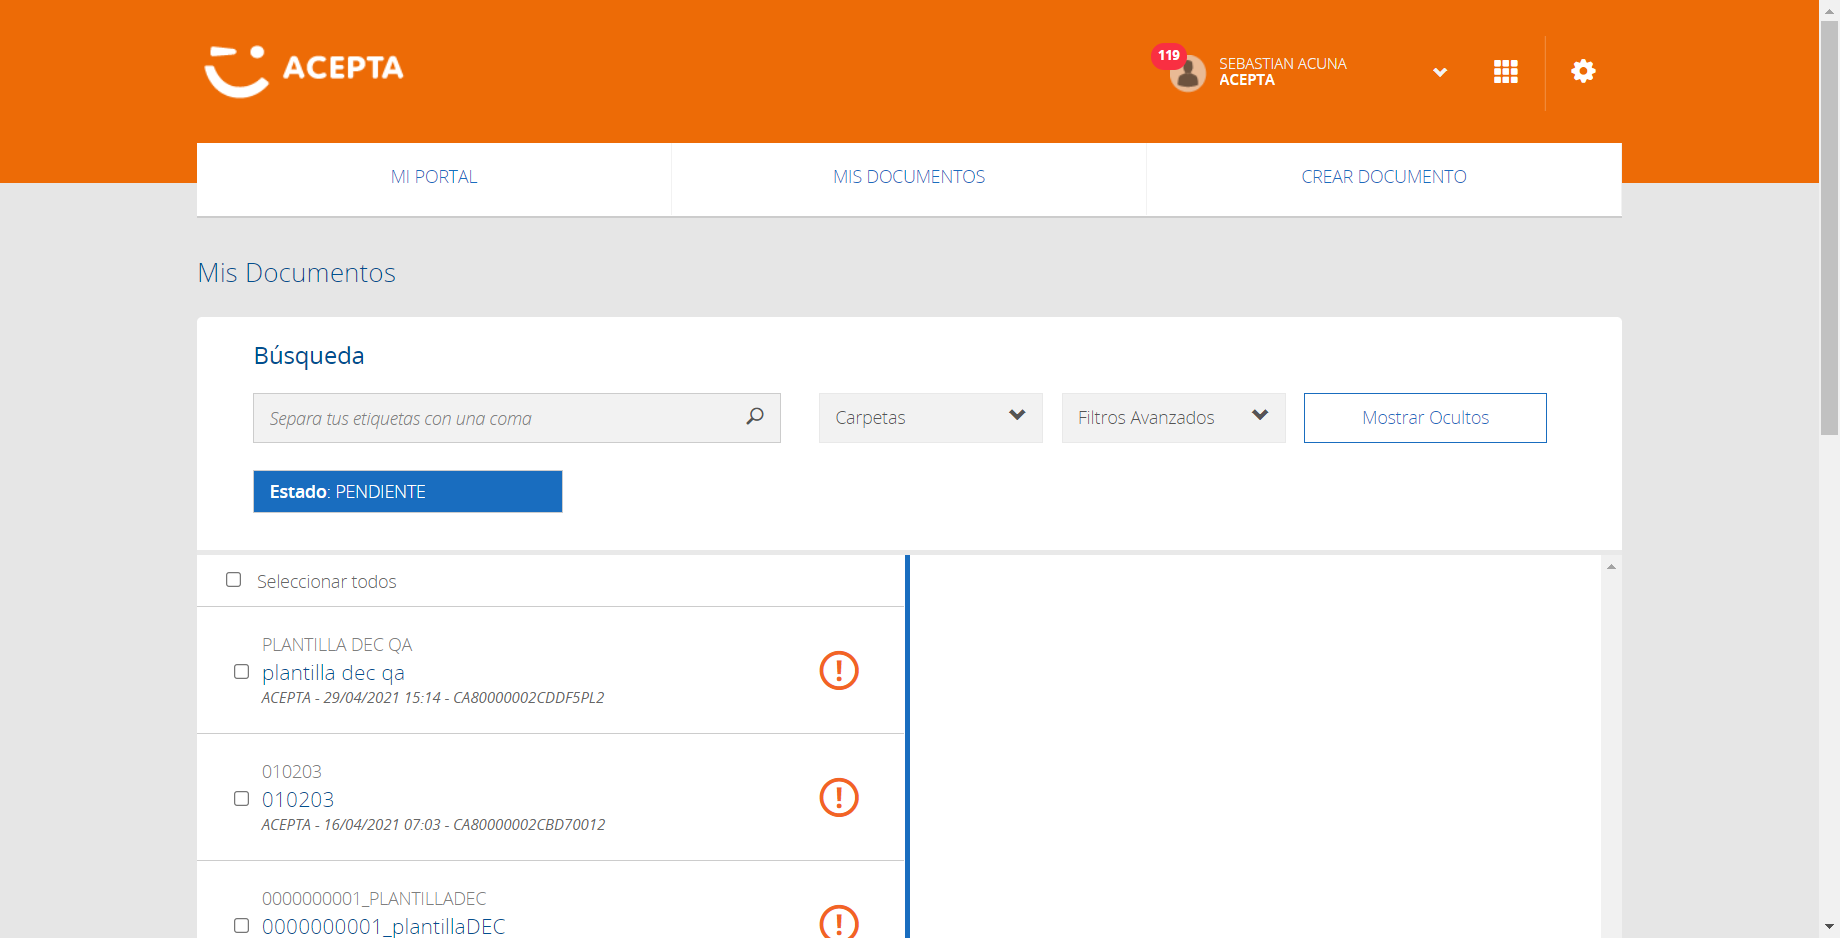 ACEPTA
119
SEBASTIAN ACUNA
ACEPTA
MI PORTAL
MIS DOCUMENTOS
CREAR DOCUMENTO
Mis Documentos
Búsqueda
Separa tus etiquetas con una coma
Carpetas
Filtros Avanzados
Mostrar Ocultos
Estado: PENDIENTE
Seleccionar todos
PLANTILLA DEC QA
plantilla dec qa
ACEPTA - 29/04/2021 15:14 - CA80000002CDDF5PL2
010203
010203
ACEPTA - 16/04/2021 07:03 - CA80000002CBD70012
0000000001_PLANTILLADEC
0000000001_plantillaDEC